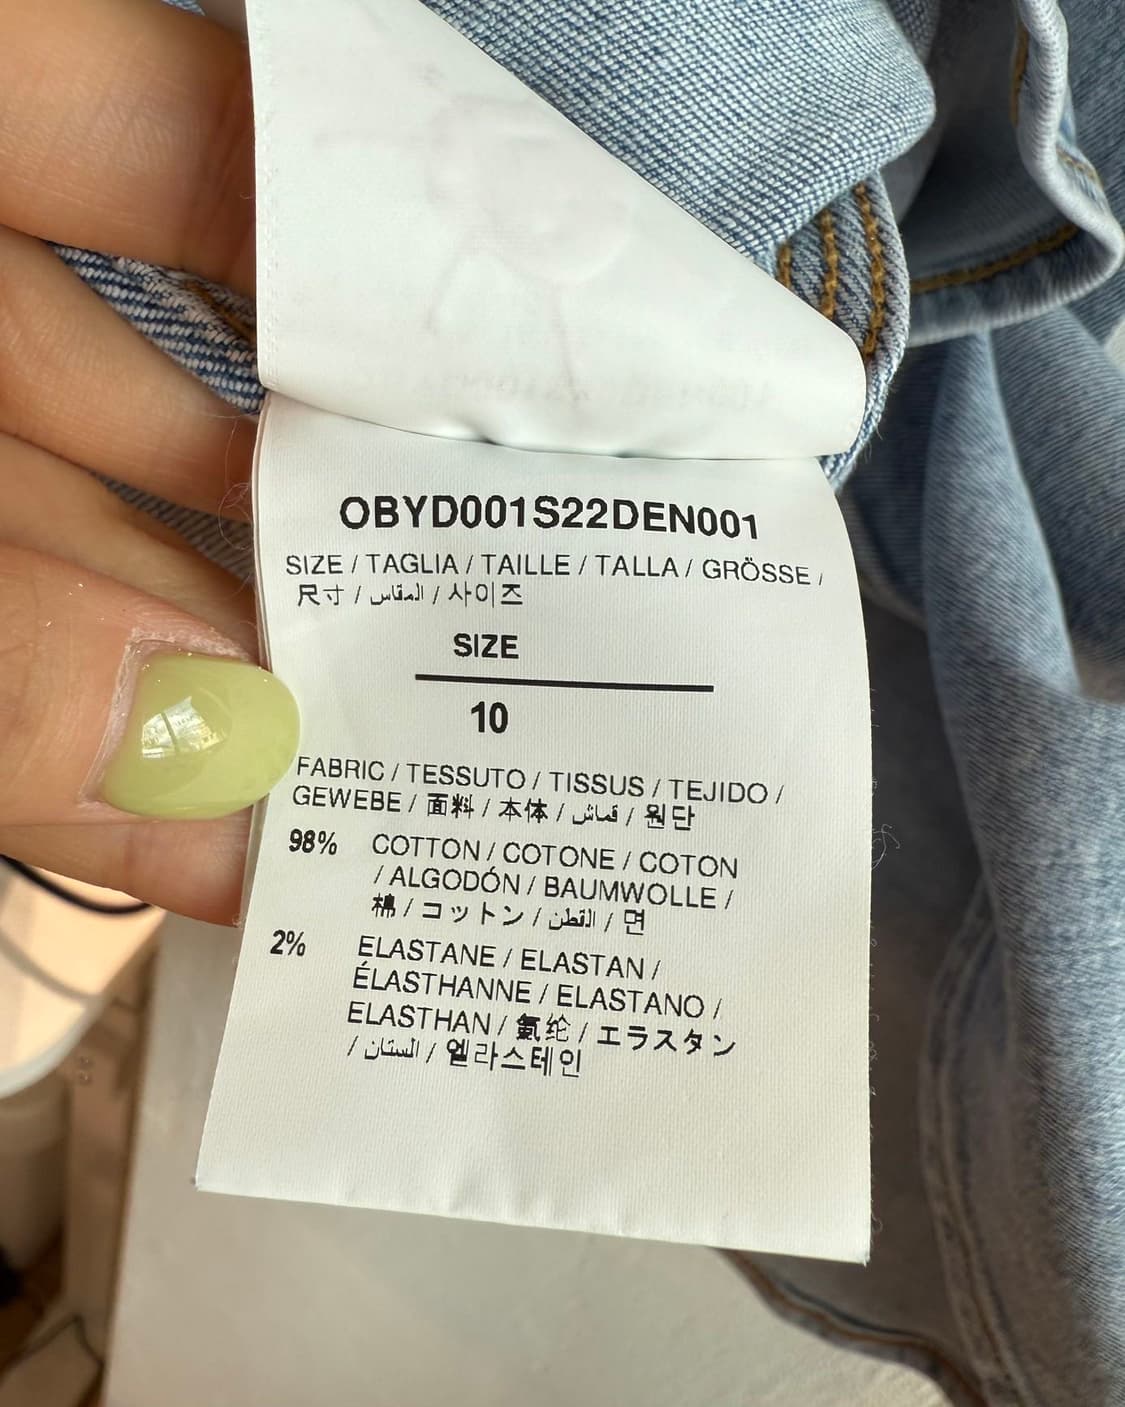 OBYD001S22DEN001
SIZE / TAGLIA / TAILLE / TALLA / GRÖSSE /
尺寸 / المقاس / 사이즈
SIZE
10
FABRIC / TESSUTO / TISSUS / TEJIDO /
GEWEBE / 面料 / 本体 / قماش / 원단
98% COTTON / COTONE / COTON
/ ALGODÓN / BAUMWOLLE /
棉 / コットン / القطن / 면
2% ELASTANE / ELASTAN /
ÉLASTHANNE / ELASTANO /
ELASTHAN / 氨纶 / エラスタン
/ الستان / 엘라스테인